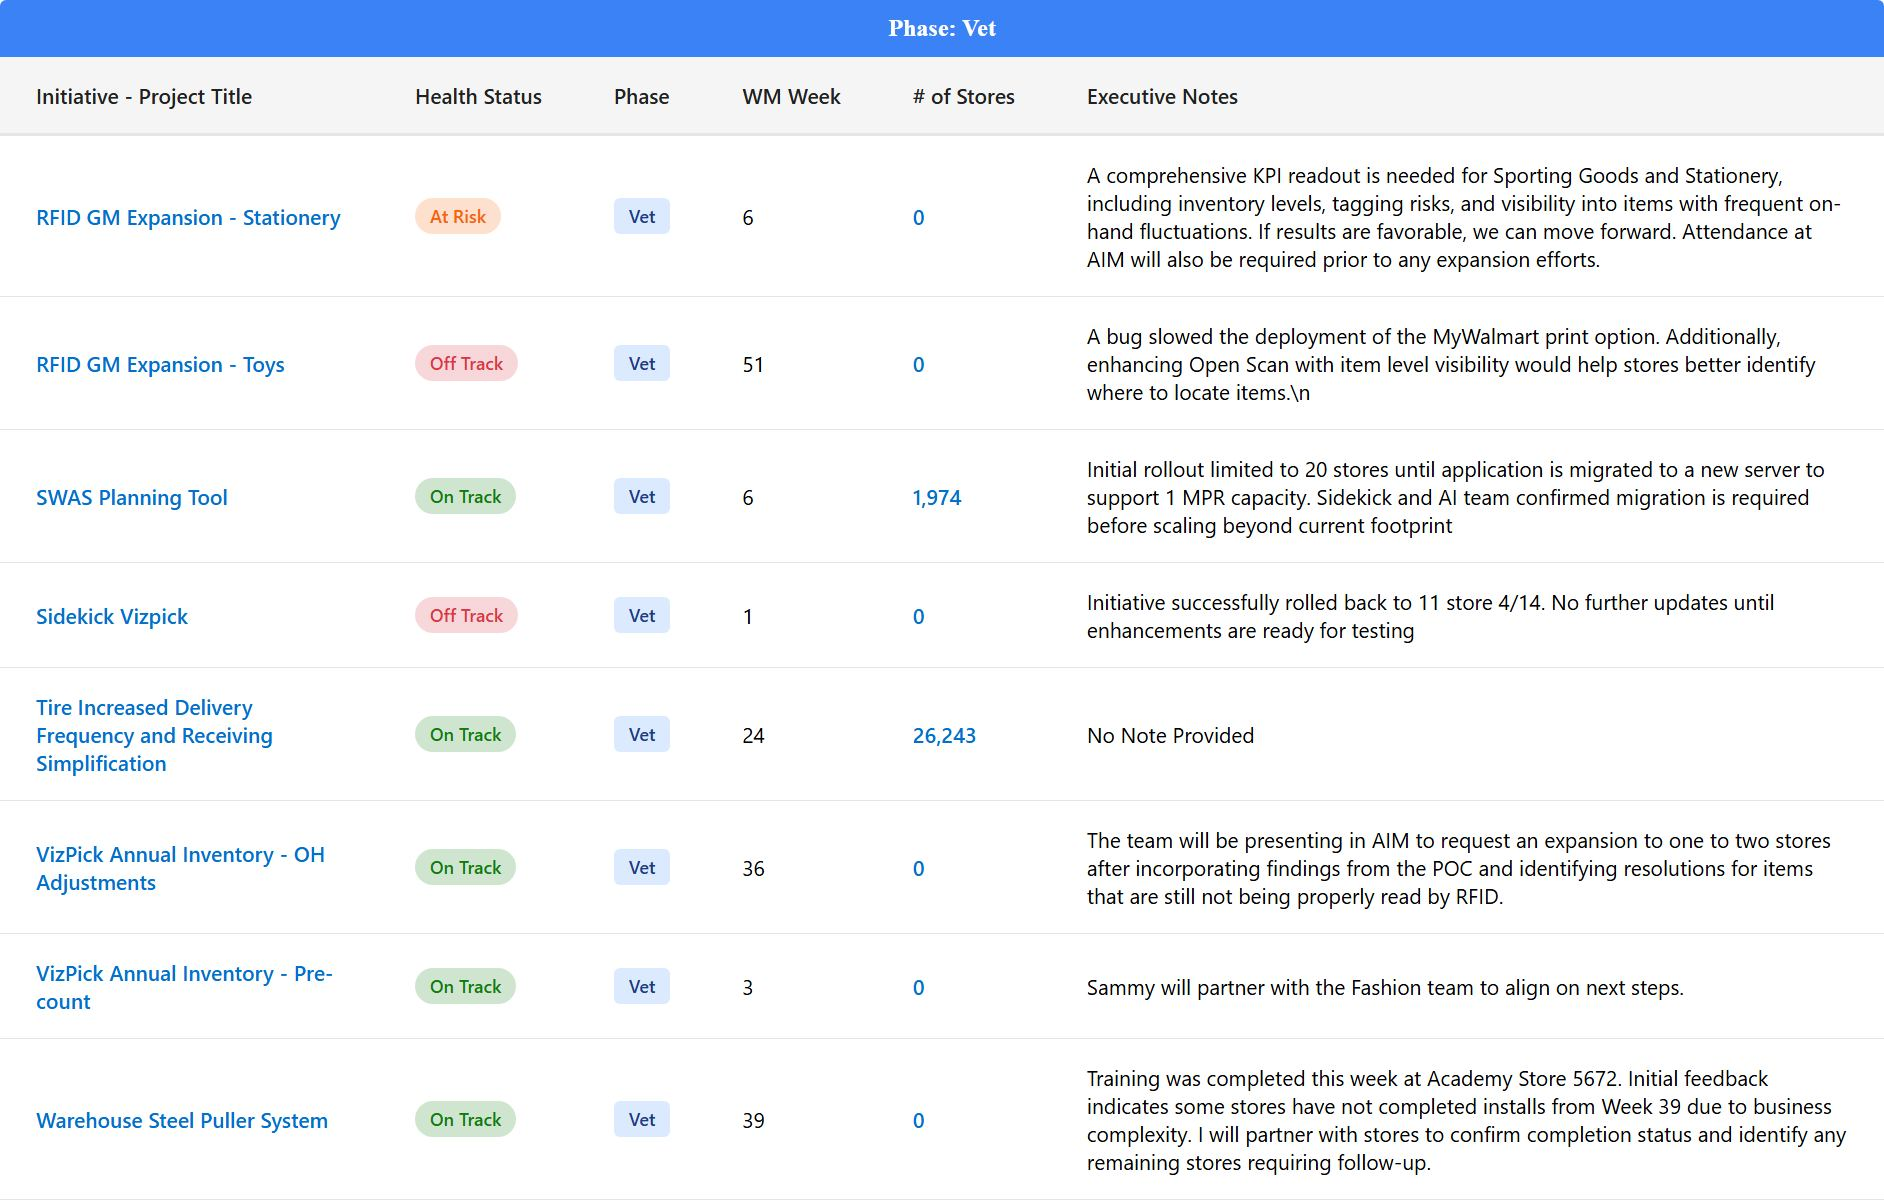 Phase: Vet
Initiative - Project Title
Health Status
Phase
WM Week
# of Stores
Executive Notes
RFID GM Expansion - Stationery
At Risk
Vet
6
0
A comprehensive KPI readout is needed for Sporting Goods and Stationery,
including inventory levels, tagging risks, and visibility into items with frequent on-
hand fluctuations. If results are favorable, we can move forward. Attendance at
AIM will also be required prior to any expansion efforts.
RFID GM Expansion - Toys
Off Track
Vet
51
0
A bug slowed the deployment of the MyWalmart print option. Additionally,
enhancing Open Scan with item level visibility would help stores better identify
where to locate items.\n
SWAS Planning Tool
On Track
Vet
6
1,974
Initial rollout limited to 20 stores until application is migrated to a new server to
support 1 MPR capacity. Sidekick and AI team confirmed migration is required
before scaling beyond current footprint
Sidekick Vizpick
Off Track
Vet
1
0
Initiative successfully rolled back to 11 store 4/14. No further updates until
enhancements are ready for testing
Tire Increased Delivery
Frequency and Receiving
Simplification
On Track
Vet
24
26,243
No Note Provided
VizPick Annual Inventory - OH
Adjustments
On Track
Vet
36
0
The team will be presenting in AIM to request an expansion to one to two stores
after incorporating findings from the POC and identifying resolutions for items
that are still not being properly read by RFID.
VizPick Annual Inventory - Pre-
count
On Track
Vet
3
0
Sammy will partner with the Fashion team to align on next steps.
Warehouse Steel Puller System
On Track
Vet
39
0
Training was completed this week at Academy Store 5672. Initial feedback
indicates some stores have not completed installs from Week 39 due to business
complexity. I will partner with stores to confirm completion status and identify any
remaining stores requiring follow-up.